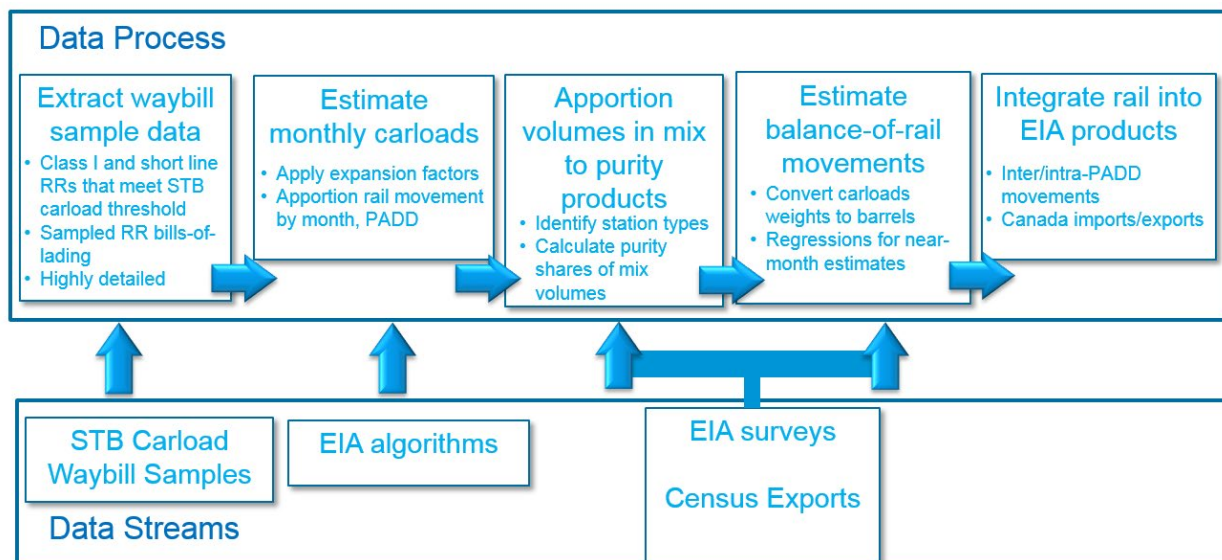 Data Process
Extract waybill
sample data
• Class I and short line
RRs that meet STB
carload threshold
• Sampled RR bills-of-
lading
• Highly detailed
Estimate
monthly carloads
• Apply expansion factors
• Apportion rail movement
by month, PADD
Apportion
volumes in mix
to purity
products
• Identify station types
• Calculate purity
shares of mix
volumes
Estimate
balance-of-rail
movements
• Convert carloads
weights to barrels
• Regressions for near-
month estimates
Integrate rail into
EIA products
• Inter/intra-PADD
movements
• Canada imports/exports
STB Carload
Waybill Samples
EIA algorithms
EIA surveys
Census Exports
Data Streams